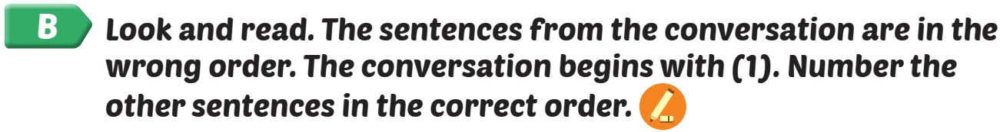 B Look and read. The sentences from the conversation are in the
wrong order. The conversation begins with (1). Number the
other sentences in the correct order.